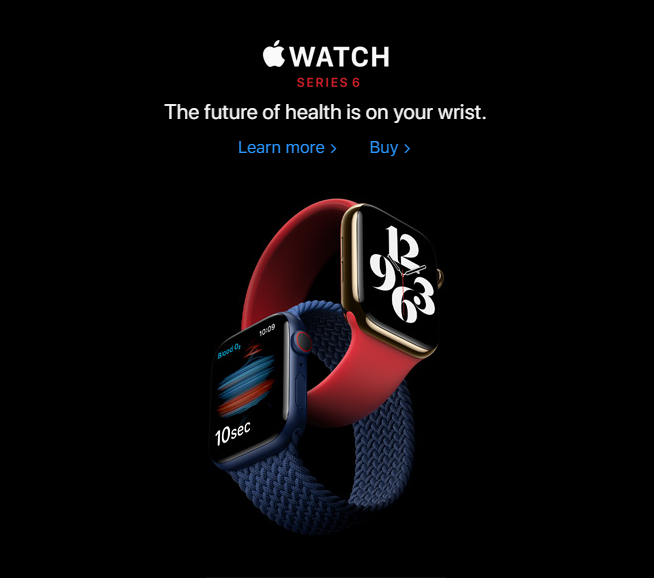 WATCH
SERIES 6
The future of health is on your wrist.
Learn more >
Buy >
12
9
3
6
10:09
Blood O₂
10sec